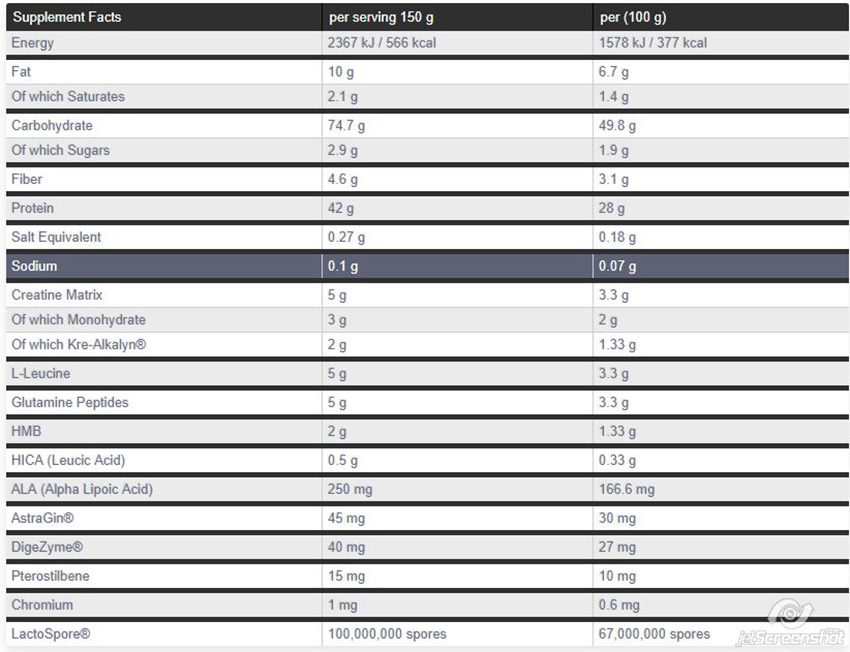 Supplement Facts per serving 150 g per (100 g)
Energy 2367 kJ / 566 kcal 1578 kJ / 377 kcal
Fat 10 g 6.7 g
Of which Saturates 2.1 g 1.4 g
Carbohydrate 74.7 g 49.8 g
Of which Sugars 2.9 g 1.9 g
Fiber 4.6 g 3.1 g
Protein 42 g 28 g
Salt Equivalent 0.27 g 0.18 g
Sodium 0.1 g 0.07 g
Creatine Matrix 5 g 3.3 g
Of which Monohydrate 3 g 2 g
Of which Kre-Alkalyn® 2 g 1.33 g
L-Leucine 5 g 3.3 g
Glutamine Peptides 5 g 3.3 g
HMB 2 g 1.33 g
HICA (Leucic Acid) 0.5 g 0.33 g
ALA (Alpha Lipoic Acid) 250 mg 166.6 mg
AstraGin® 45 mg 30 mg
DigeZyme® 40 mg 27 mg
Pterostilbene 15 mg 10 mg
Chromium 1 mg 0.6 mg
LactoSpore® 100,000,000 spores 67,000,000 spores
jetScreenshot.com